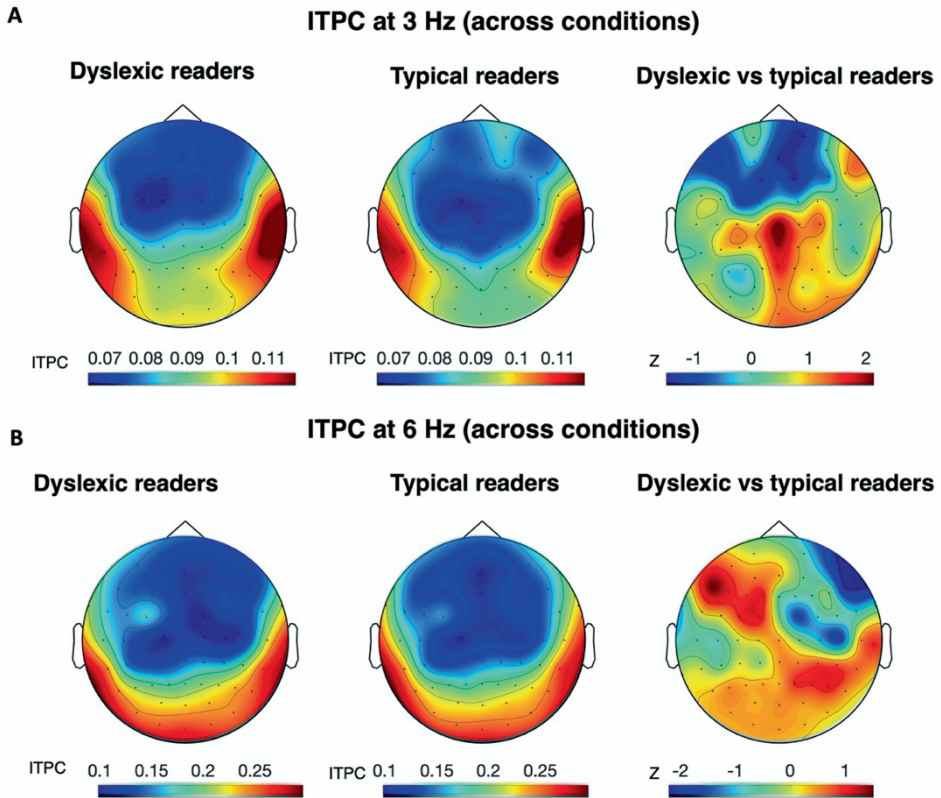 A
ITPC at 3 Hz (across conditions)
Dyslexic readers
Typical readers
Dyslexic vs typical readers
ITPC 0.07 0.08 0.09 0.1 0.11
ITPC 0.07 0.08 0.09 0.1 0.11
Z -1 0 1 2
B
ITPC at 6 Hz (across conditions)
Dyslexic readers
Typical readers
Dyslexic vs typical readers
ITPC 0.1 0.15 0.2 0.25
ITPC 0.1 0.15 0.2 0.25
Z -2 -1 0 1